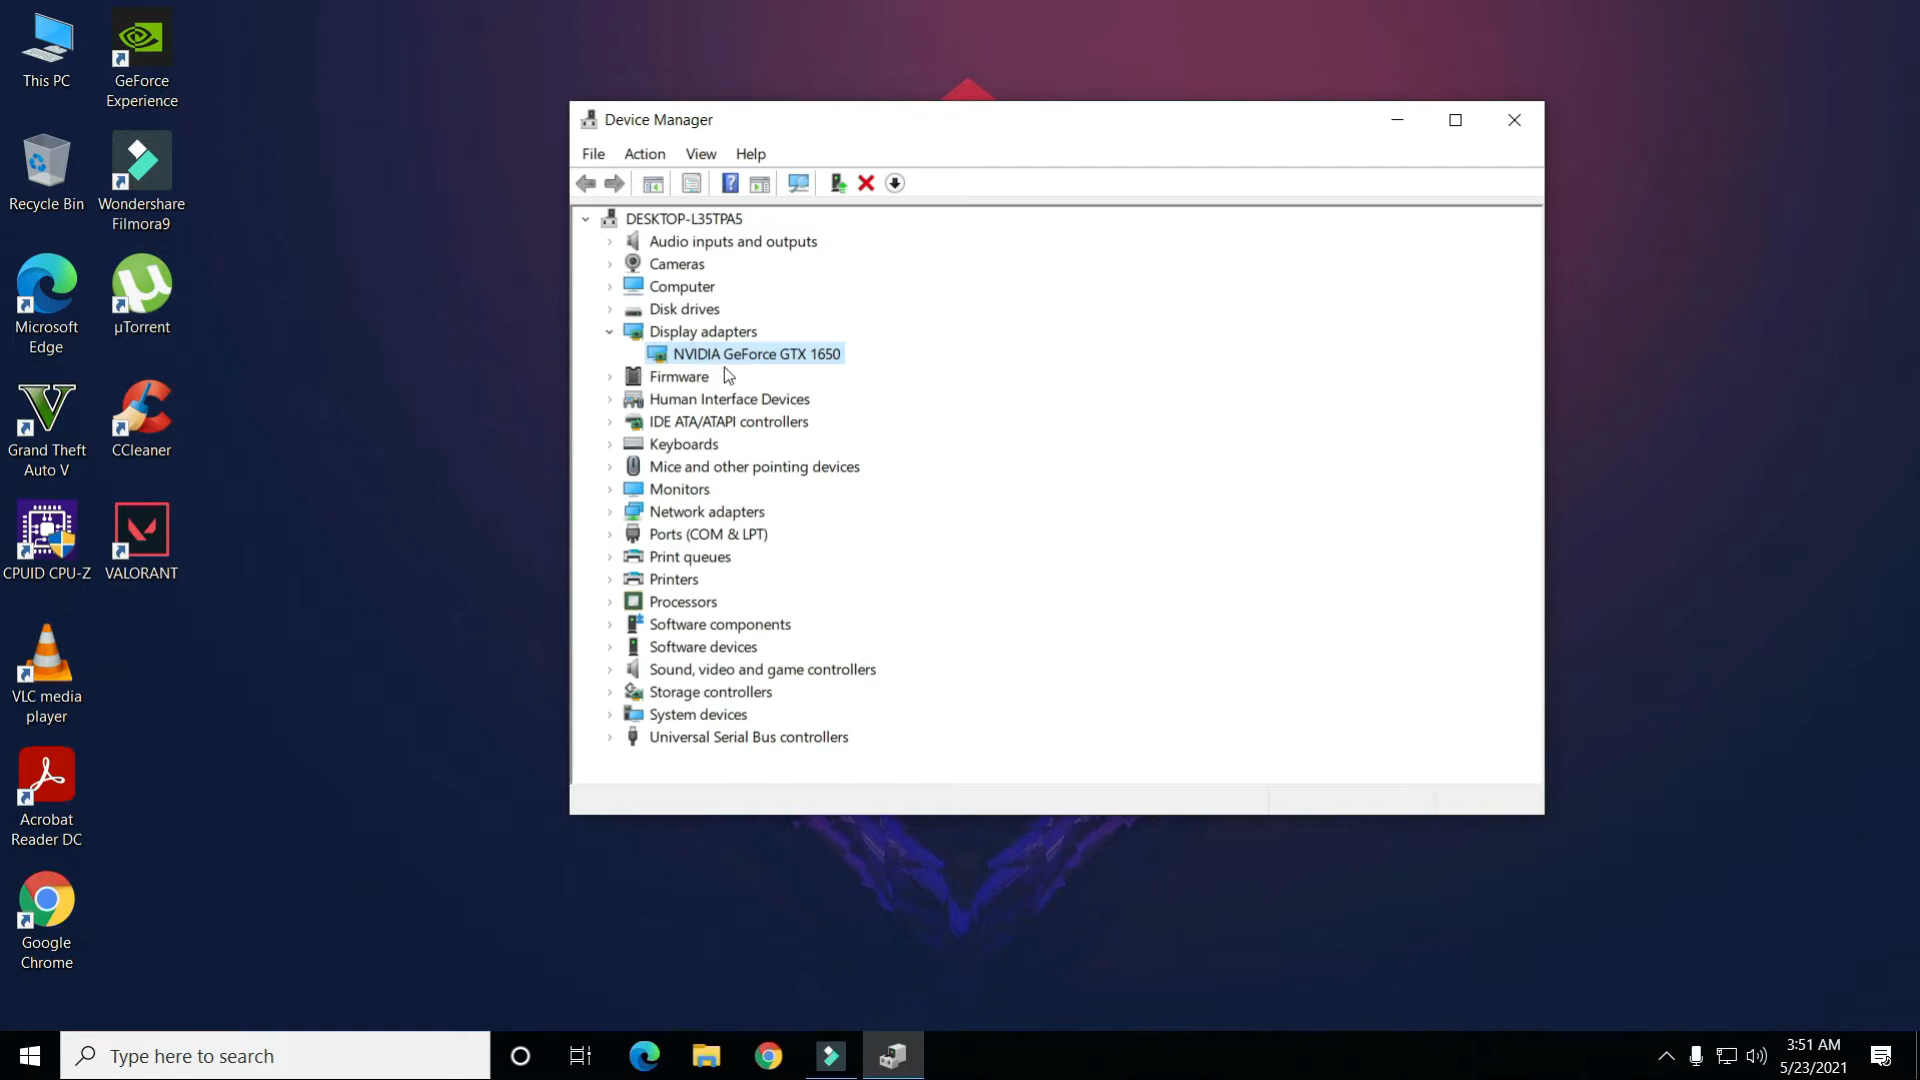 This PC
GeForce
Experience
Recycle Bin
Wondershare
Filmora9
Microsoft
Edge
µTorrent
Grand Theft
Auto V
CCleaner
CPUID CPU-Z
VALORANT
VLC media
player
Acrobat
Reader DC
Google
Chrome
Device Manager
File Action View Help
DESKTOP-L35TPA5
Audio inputs and outputs
Cameras
Computer
Disk drives
Display adapters
NVIDIA GeForce GTX 1650
Firmware
Human Interface Devices
IDE ATA/ATAPI controllers
Keyboards
Mice and other pointing devices
Monitors
Network adapters
Ports (COM & LPT)
Print queues
Printers
Processors
Software components
Software devices
Sound, video and game controllers
Storage controllers
System devices
Universal Serial Bus controllers
Type here to search
3:51 AM
5/23/2021